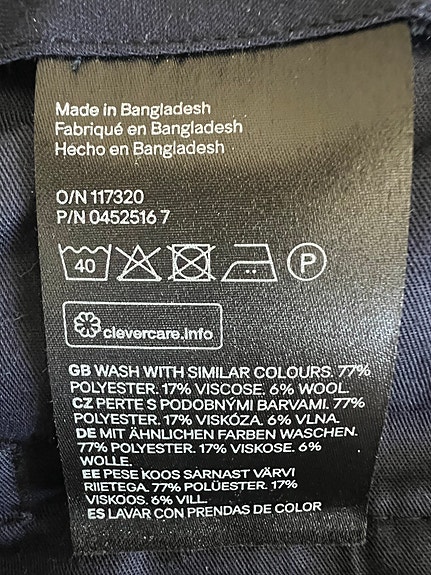 Made in Bangladesh
Fabriqué en Bangladesh
Hecho en Bangladesh
O/N 117320
P/N 0452516 7
40 P
clevercare.info
GB WASH WITH SIMILAR COLOURS. 77%
POLYESTER. 17% VISCOSE. 6% WOOL.
CZ PERTE S PODOBNÝMI BARVAMI. 77%
POLYESTER. 17% VISKÓZA. 6% VLNA.
DE MIT ÄHNLICHEN FARBEN WASCHEN.
77% POLYESTER. 17% VISKOSE. 6%
WOLLE.
EE PESE KOOS SARNAST VÄRVI
RIIETEGA. 77% POLÜESTER. 17%
VISKOOS. 6% VILL.
ES LAVAR CON PRENDAS DE COLOR